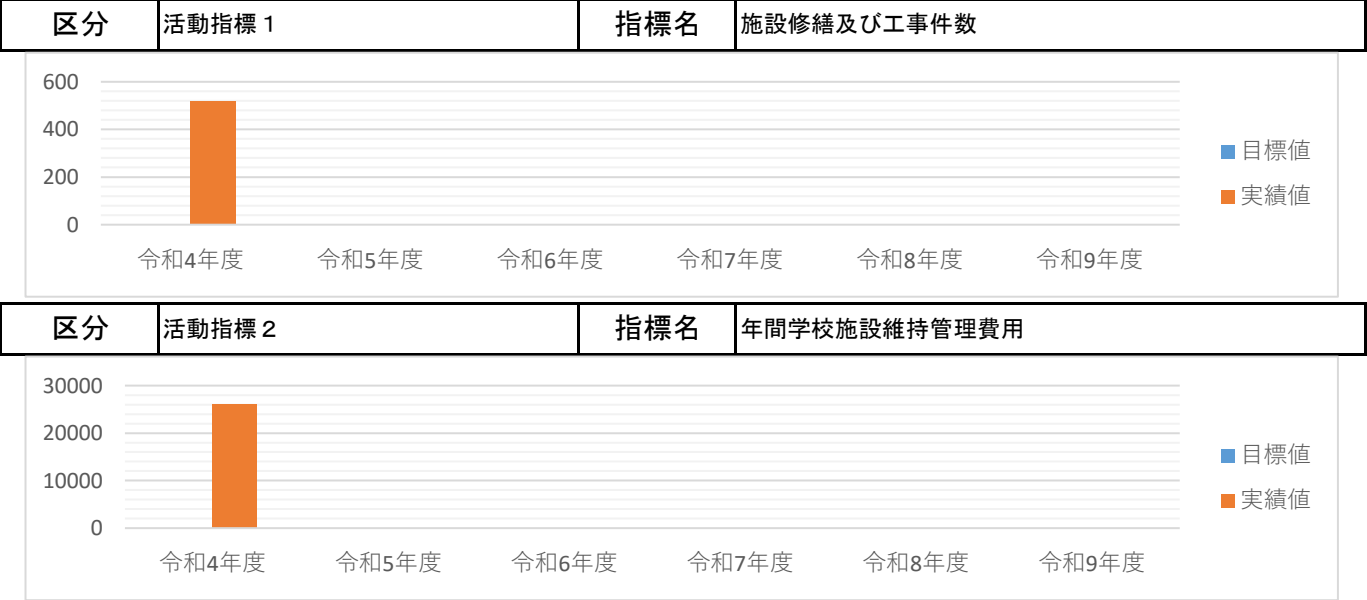 区分 活動指標１ 指標名 施設修繕及び工事件数
600
400
200
0
目標値
実績値
令和4年度 令和5年度 令和6年度 令和7年度 令和8年度 令和9年度
区分 活動指標２ 指標名 年間学校施設維持管理費用
30000
20000
10000
0
目標値
実績値
令和4年度 令和5年度 令和6年度 令和7年度 令和8年度 令和9年度